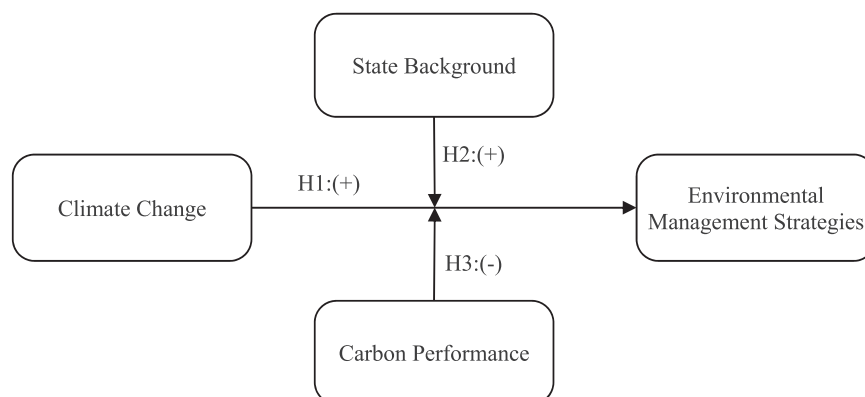 State Background
H2:(+)
H1:(+)
Climate Change
Environmental
Management Strategies
H3:(-)
Carbon Performance